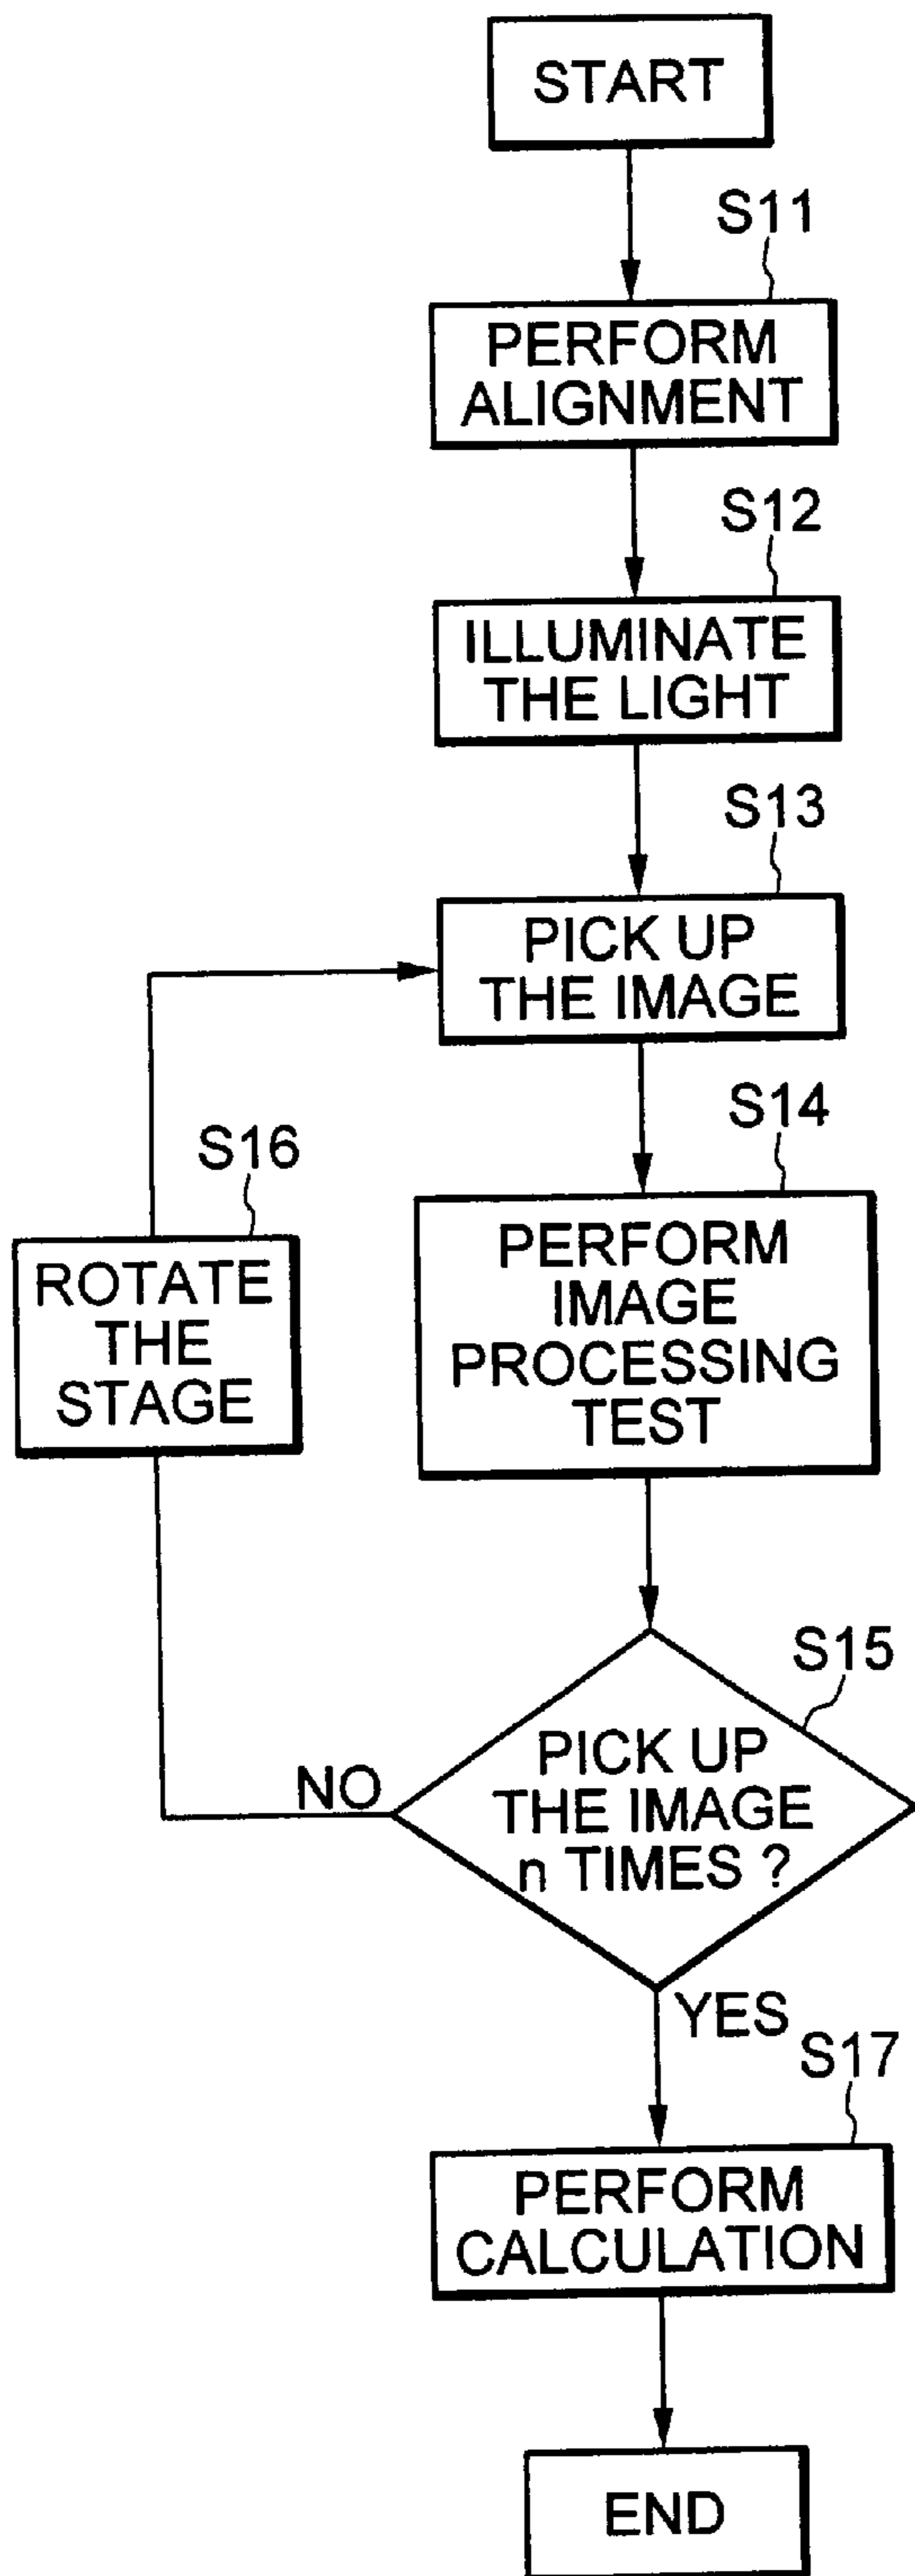 START
S11
PERFORM
ALIGNMENT
S12
ILLUMINATE
THE LIGHT
S13
PICK UP
THE IMAGE
S14
PERFORM
IMAGE
PROCESSING
TEST
S16
ROTATE
THE
STAGE
S15
PICK UP
THE IMAGE
n TIMES ?
NO
YES
S17
PERFORM
CALCULATION
END